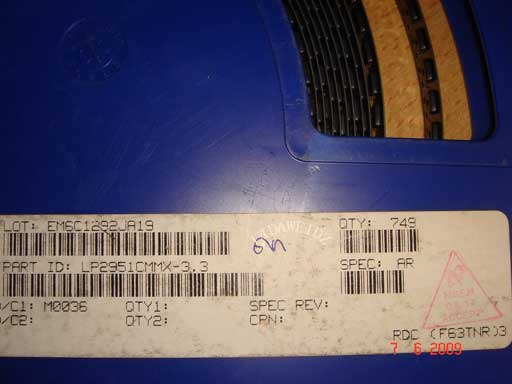 LOT: EM6C1292JA19
QTY: 749
PART ID: LP2951CMMX-3.3
SPEC: AR
/C1: M0036 QTY1: SPEC REV:
/C2: QTY2: CPN:
RDC (F63TNR)3
7 6 2009